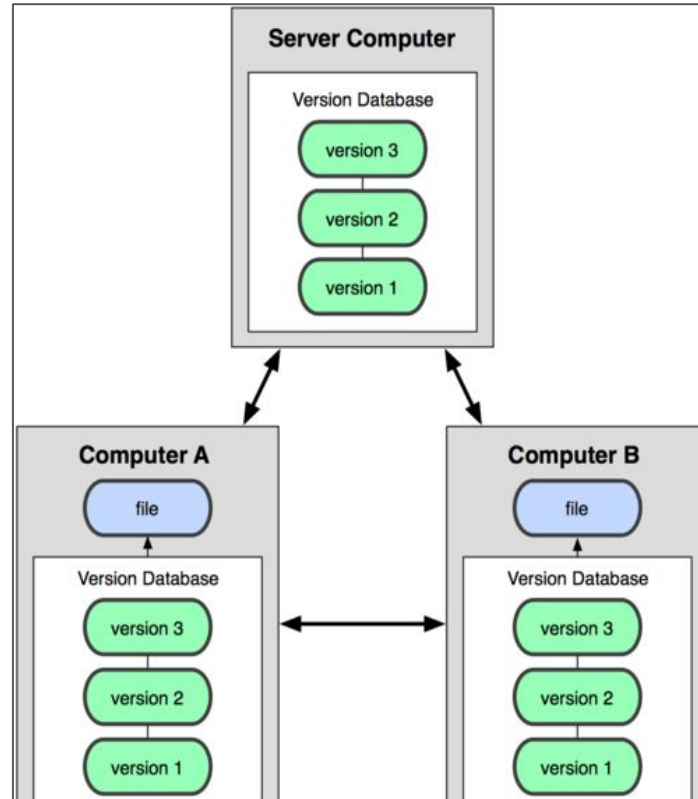 Server Computer
Version Database
version 3
version 2
version 1
Computer A
file
Version Database
version 3
version 2
version 1
Computer B
file
Version Database
version 3
version 2
version 1